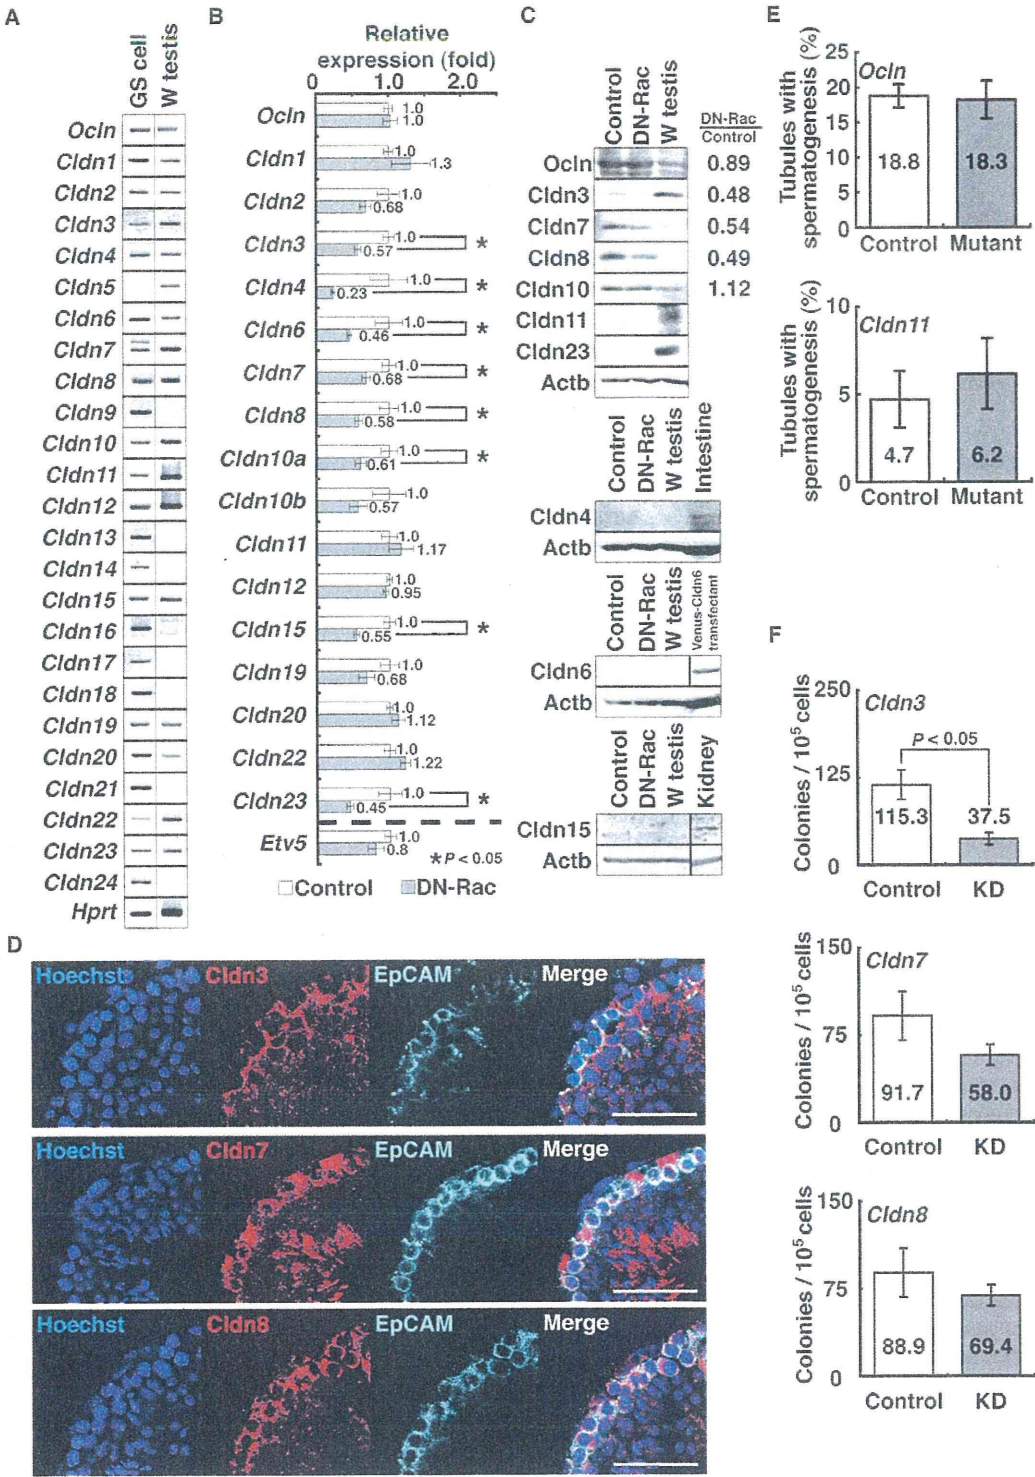 A
GS cell
W testis
Ocln
Cldn1
Cldn2
Cldn3
Cldn4
Cldn5
Cldn6
Cldn7
Cldn8
Cldn9
Cldn10
Cldn11
Cldn12
Cldn13
Cldn14
Cldn15
Cldn16
Cldn17
Cldn18
Cldn19
Cldn20
Cldn21
Cldn22
Cldn23
Cldn24
Hprt
B
Relative
expression (fold)
0 1.0 2.0
Ocln 1.0
1.0
Cldn1 1.0
1.3
Cldn2 1.0
0.68
Cldn3 1.0
0.57 *
Cldn4 1.0
0.23 *
Cldn6 1.0
0.46 *
Cldn7 1.0
0.68 *
Cldn8 1.0
0.58 *
Cldn10a 1.0
0.61 *
Cldn10b 1.0
0.57
Cldn11 1.0
1.17
Cldn12 1.0
0.95
Cldn15 1.0
0.55 *
Cldn19 1.0
0.68
Cldn20 1.0
1.12
Cldn22 1.0
1.22
Cldn23 1.0
0.45 *
Etv5 1.0
0.8
*P < 0.05
Control DN-Rac
C
Control
DN-Rac
W testis
DN-Rac
Control
Ocln 0.89
Cldn3 0.48
Cldn7 0.54
Cldn8 0.49
Cldn10 1.12
Cldn11
Cldn23
Actb
Control
DN-Rac
W testis
Intestine
Cldn4
Actb
Control
DN-Rac
W testis
Venus-Cldn6
transfectant
Cldn6
Actb
Control
DN-Rac
W testis
Kidney
Cldn15
Actb
D
Hoechst Cldn3 EpCAM Merge
Hoechst Cldn7 EpCAM Merge
Hoechst Cldn8 EpCAM Merge
E
Tubules with
spermatogenesis (%)
25
20
15
10
5
0
Ocln
18.8 18.3
Control Mutant
Tubules with
spermatogenesis (%)
10
5
0
Cldn11
4.7 6.2
Control Mutant
F
Colonies / 10⁵ cells
250
125
0
Cldn3
P < 0.05
115.3 37.5
Control KD
Colonies / 10⁵ cells
150
75
0
Cldn7
91.7 58.0
Control KD
Colonies / 10⁵ cells
150
75
0
Cldn8
88.9 69.4
Control KD